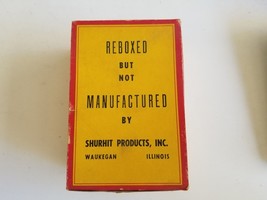 REBOXED
BUT
NOT
MANUFACTURED
BY
SHURHIT PRODUCTS, INC.
WAUKEGAN ILLINOIS